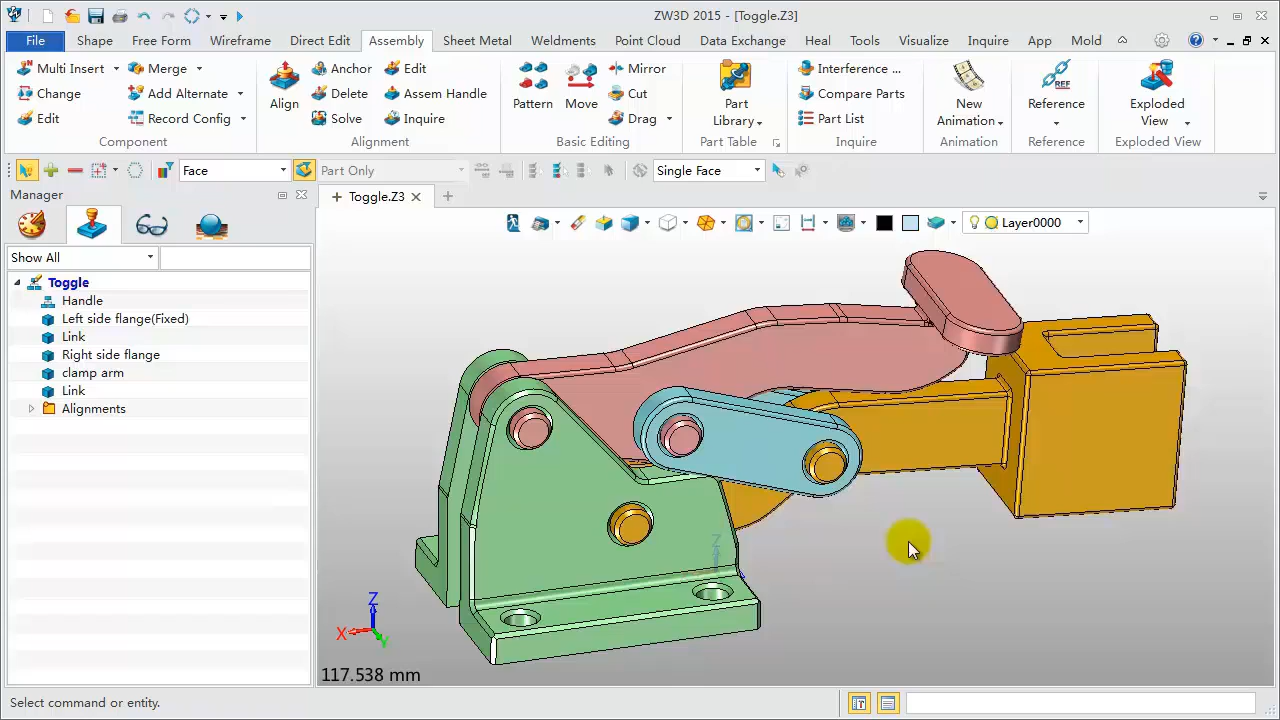 ZW3D 2015 - [Toggle.Z3]
File Shape Free Form Wireframe Direct Edit Assembly Sheet Metal Weldments Point Cloud Data Exchange Heal Tools Visualize Inquire App Mold
Multi Insert Merge Anchor Edit Mirror Interference ... 
Change Add Alternate Align Delete Assem Handle Pattern Move Cut Part Library Compare Parts New Animation Reference Exploded View
Edit Record Config Solve Inquire Drag Part List
Component Alignment Basic Editing Part Table Inquire Animation Reference Exploded View
Face Part Only Single Face
Manager
Toggle.Z3
Layer0000
Show All
Toggle
Handle
Left side flange(Fixed)
Link
Right side flange
clamp arm
Link
Alignments
Z
Z
X
Y
117.538 mm
Select command or entity.